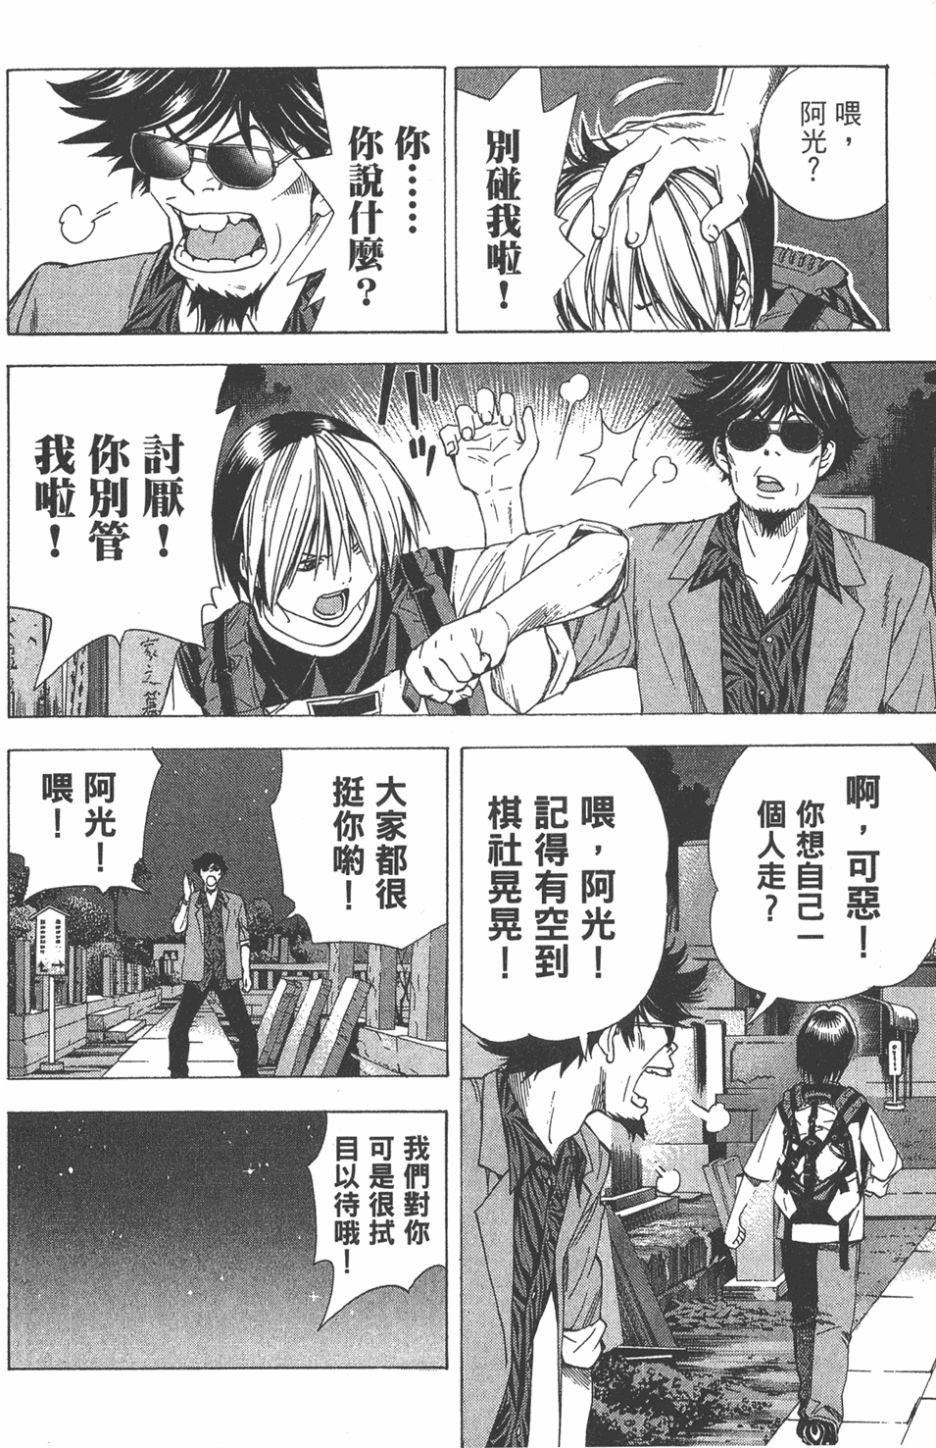 喂，
阿光？
別碰我啦！
你……
你說什麼？
討厭！
你別管
我啦！
家之墓
啊，可惡！
你想自己一
個人走？
喂，阿光！
記得有空到
棋社晃晃！
大家都很
挺你喲！
阿光！
喂！
我們對你
可是很拭
目以待哦！